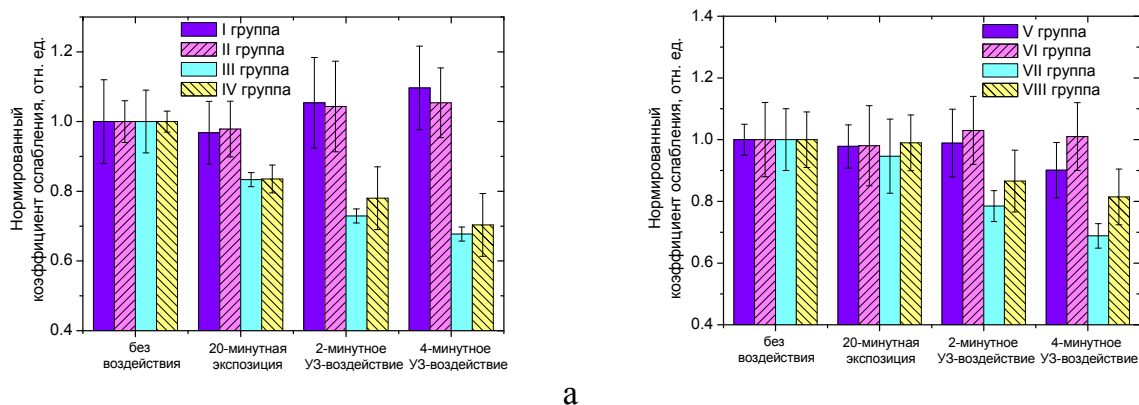 Нормированный
коэффициент ослабления, отн. ед.
1.2
1.0
0.8
0.6
0.4
I группа
II группа
III группа
IV группа
без
воздействия
20-минутная
экспозиция
2-минутное
УЗ-воздействие
4-минутное
УЗ-воздействие
Нормированный
коэффициент ослабления, отн. ед.
1.4
1.2
1.0
0.8
0.6
0.4
V группа
VI группа
VII группа
VIII группа
без
воздействия
20-минутная
экспозиция
2-минутное
УЗ-воздействие
4-минутное
УЗ-воздействие
а